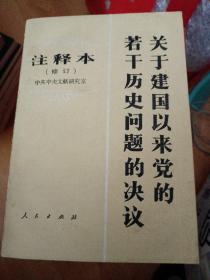 关于建国以来党的
若干历史问题的决议
注释本
（修订）
中共中央文献研究室
人民出版社